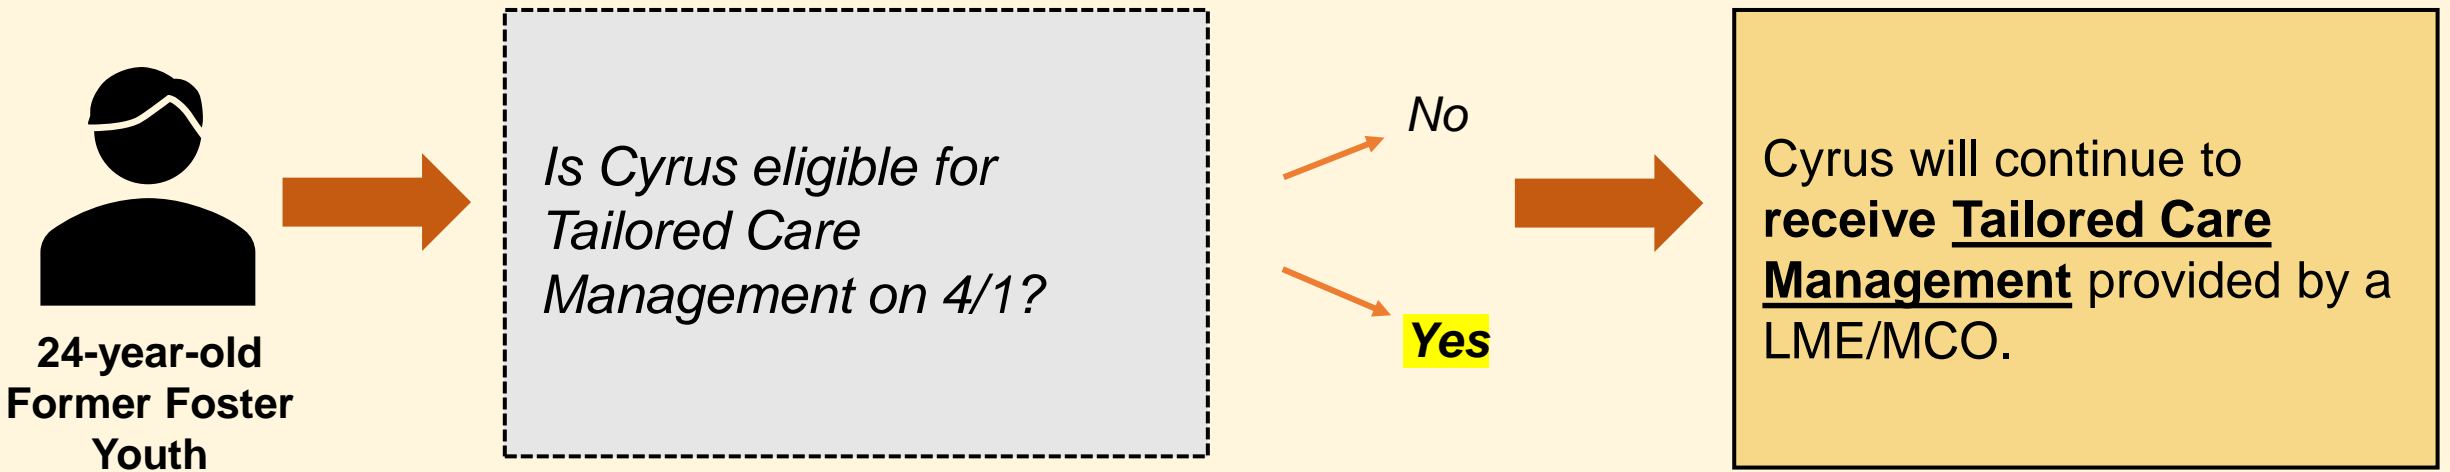 24-year-old
Former Foster
Youth
Is Cyrus eligible for
Tailored Care
Management on 4/1?
No
Yes
Cyrus will continue to
receive Tailored Care
Management provided by a
LME/MCO.